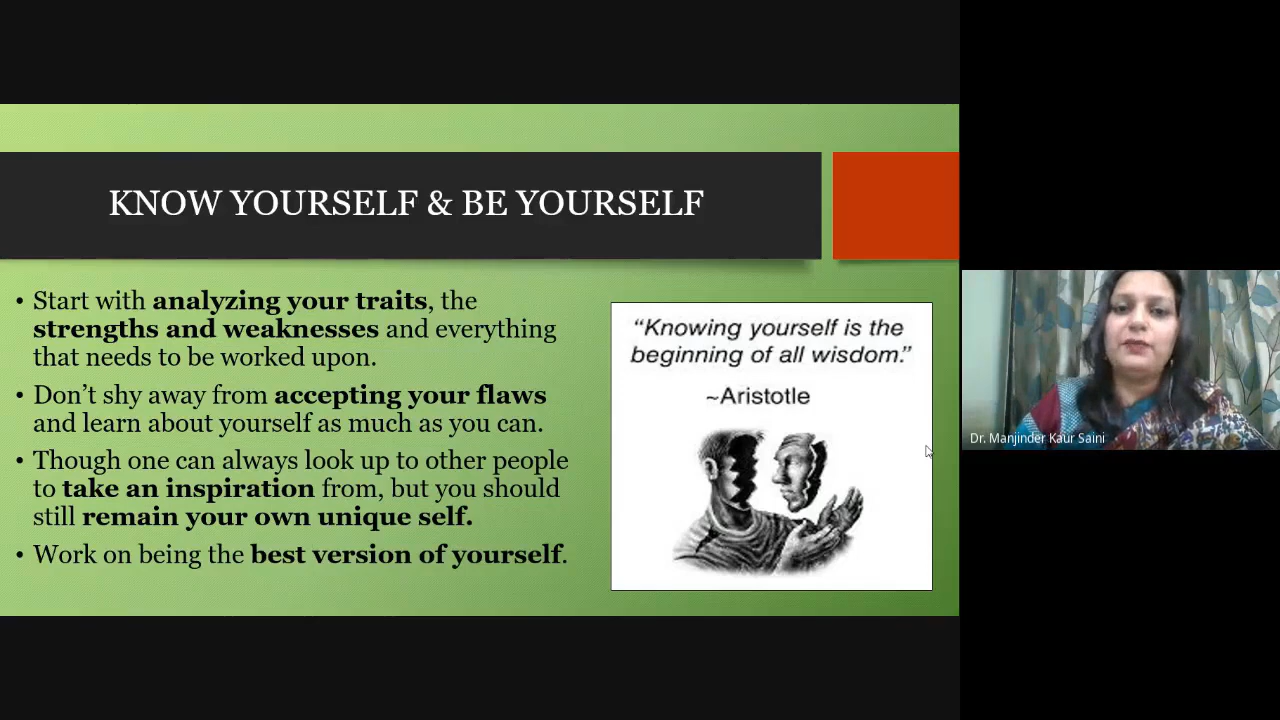 KNOW YOURSELF & BE YOURSELF
• Start with analyzing your traits, the
strengths and weaknesses and everything
that needs to be worked upon.
• Don’t shy away from accepting your flaws
and learn about yourself as much as you can.
• Though one can always look up to other people
to take an inspiration from, but you should
still remain your own unique self.
• Work on being the best version of yourself.
“Knowing yourself is the
beginning of all wisdom.”
~Aristotle
Dr. Manjinder Kaur Saini